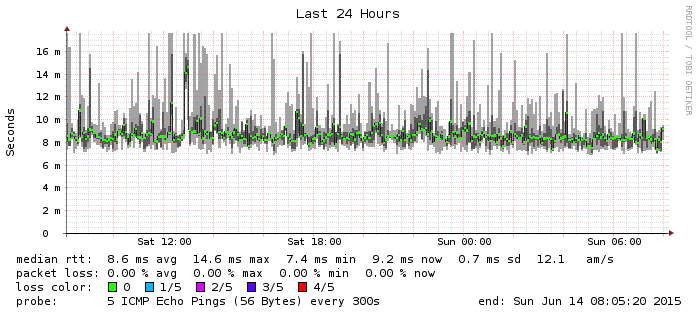 Last 24 Hours
RRDTOOL / TOBI OETIKER
Seconds
16 m
14 m
12 m
10 m
8 m
6 m
4 m
2 m
0
Sat 12:00 Sat 18:00 Sun 00:00 Sun 06:00
median rtt: 8.6 ms avg 14.6 ms max 7.4 ms min 9.2 ms now 0.7 ms sd 12.1 am/s
packet loss: 0.00 % avg 0.00 % max 0.00 % min 0.00 % now
loss color: 0 1/5 2/5 3/5 4/5
probe: 5 ICMP Echo Pings (56 Bytes) every 300s end: Sun Jun 14 08:05:20 2015